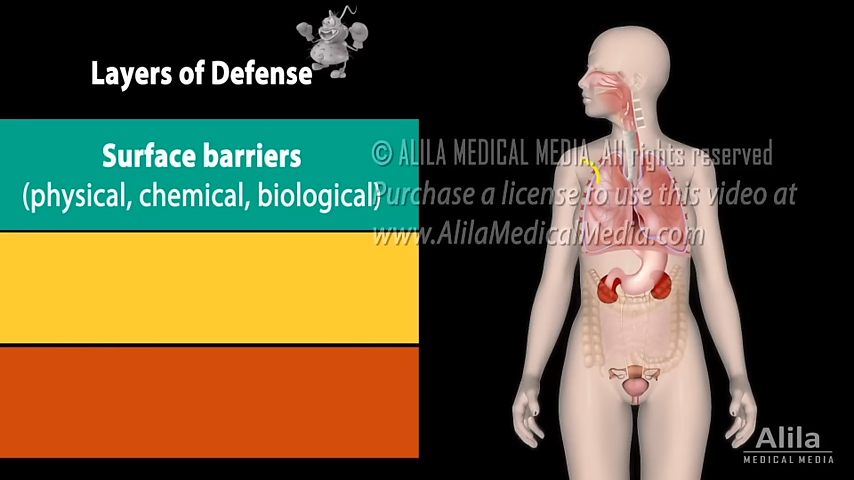 Layers of Defense
Surface barriers
(physical, chemical, biological)
© ALILA MEDICAL MEDIA, All rights reserved
Purchase a license to use this video at
www.AlilaMedicalMedia.com
Alila
MEDICAL MEDIA